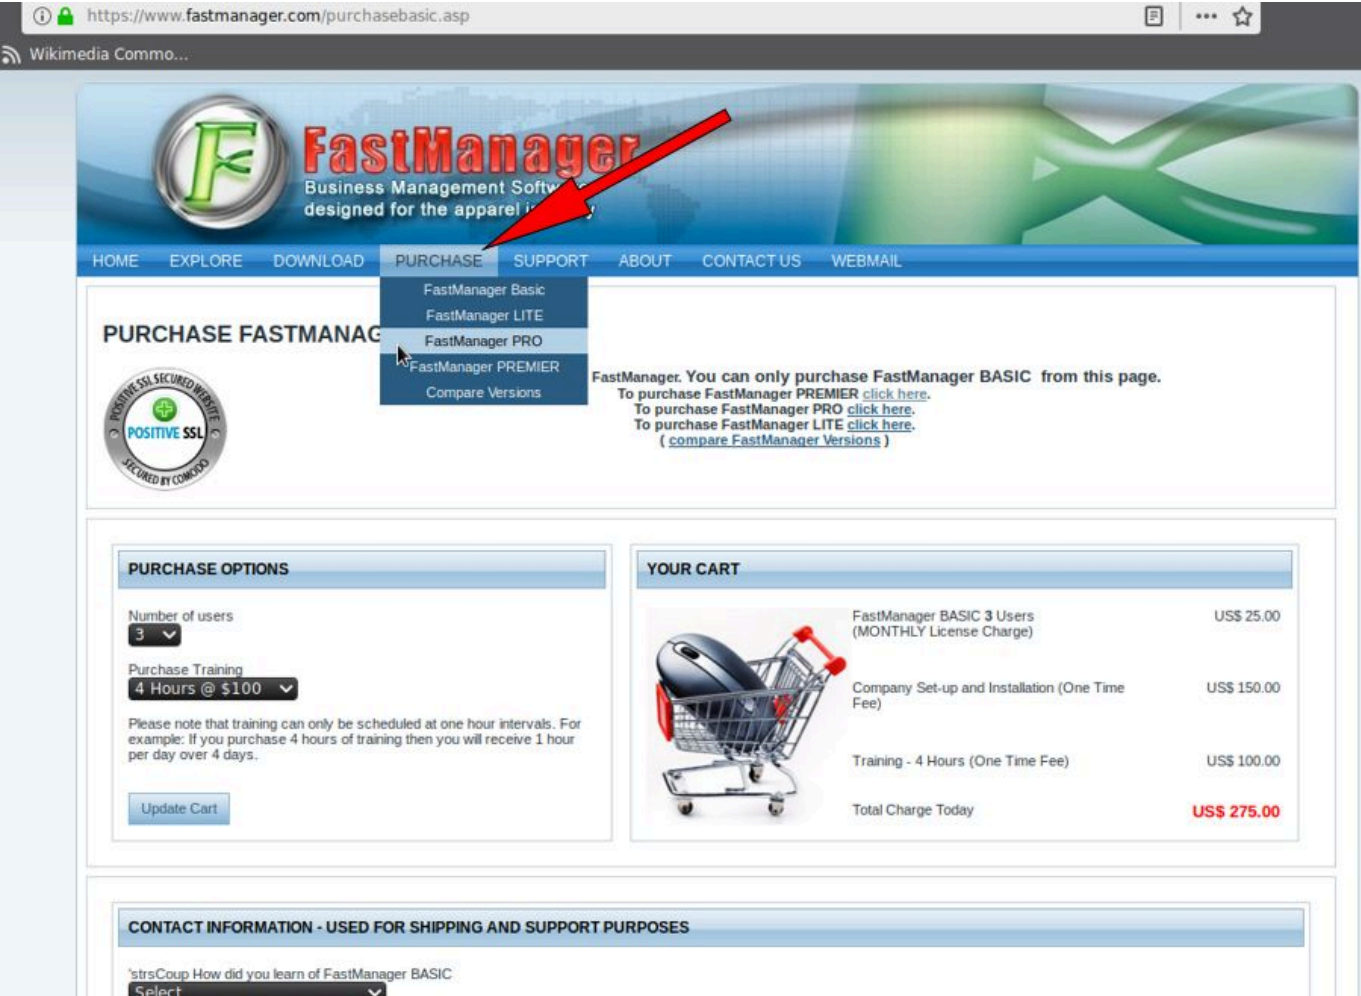 https://www.fastmanager.com/purchasebasic.asp
Wikimedia Commo...
FastManager
Business Management
designed for the apparel
HOME EXPLORE DOWNLOAD PURCHASE SUPPORT ABOUT CONTACT US WEBMAIL
FastManager Basic
FastManager LITE
FastManager PRO
FastManager PREMIER
Compare Versions
PURCHASE
POSITIVE SSL SECURED WEBSITE
POSITIVE SSL
SECURED BY COMODO
FastManager. You can only purchase FastManager BASIC from this page.
To purchase FastManager PREMIER click here.
To purchase FastManager PRO click here.
To purchase FastManager LITE click here.
( compare FastManager Versions )
PURCHASE OPTIONS
Number of users
3
Purchase Training
4 Hours @ $100
Please note that training can only be scheduled at one hour intervals. For
example: If you purchase 4 hours of training then you will receive 1 hour
per day over 4 days.
Update Cart
YOUR CART
FastManager BASIC 3 Users US$ 25.00
(MONTHLY License Charge)
Company Set-up and Installation (One Time US$ 150.00
Fee)
Training - 4 Hours (One Time Fee) US$ 100.00
Total Charge Today US$ 275.00
CONTACT INFORMATION - USED FOR SHIPPING AND SUPPORT PURPOSES
'strsCoup How did you learn of FastManager BASIC
Select